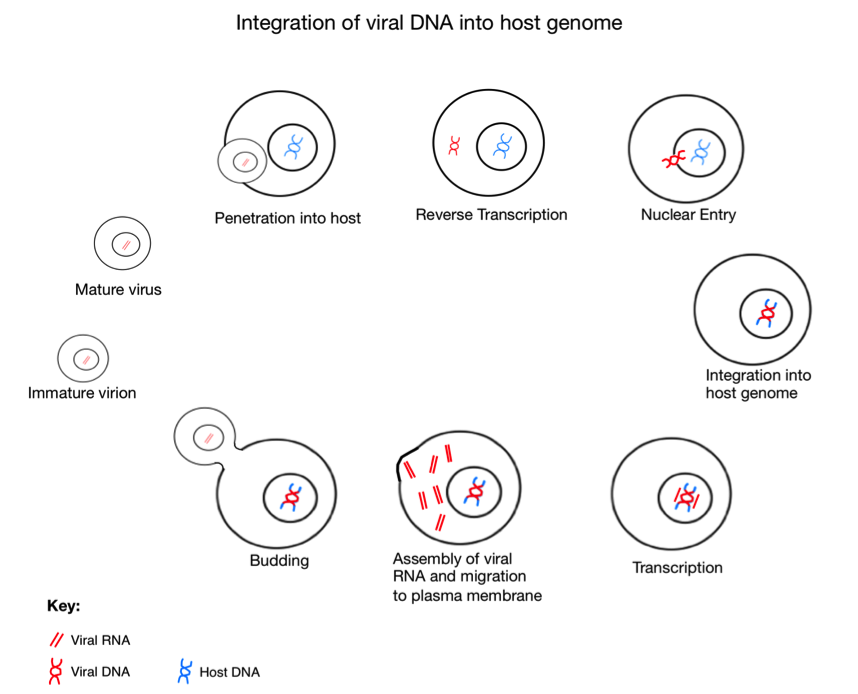 Integration of viral DNA into host genome
Penetration into host
Reverse Transcription
Nuclear Entry
Mature virus
Integration into
host genome
Immature virion
Budding
Assembly of viral
RNA and migration
to plasma membrane
Transcription
Key:
Viral RNA
Viral DNA
Host DNA